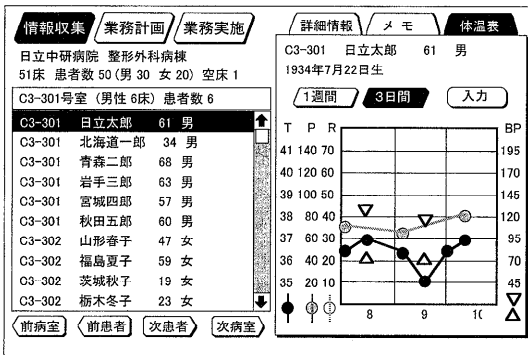 情報収集 業務計画 業務実施
日立中研病院 整形外科病棟
51床 患者数 50 (男 30 女 20) 空床 1
C3-301号室 (男性 6床) 患者数 6
C3-301 日立太郎 61 男
C3-301 北海道一郎 34 男
C3-301 青森二郎 68 男
C3-301 岩手三郎 63 男
C3-301 宮城四郎 57 男
C3-301 秋田五郎 60 男
C3-302 山形春子 47 女
C3-302 福島夏子 59 女
C3-302 茨城秋子 19 女
C3-302 栃木冬子 23 女
前病室 前患者 次患者 次病室
詳細情報 メモ 体温表
C3-301 日立太郎 61 男
1934年7月22日生
1週間 3日間 入力
T P R BP
41 140 70 195
40 120 60 170
39 100 50 145
38 80 40 120
37 60 30 95
36 40 20 70
35 20 10 45
8 9 10